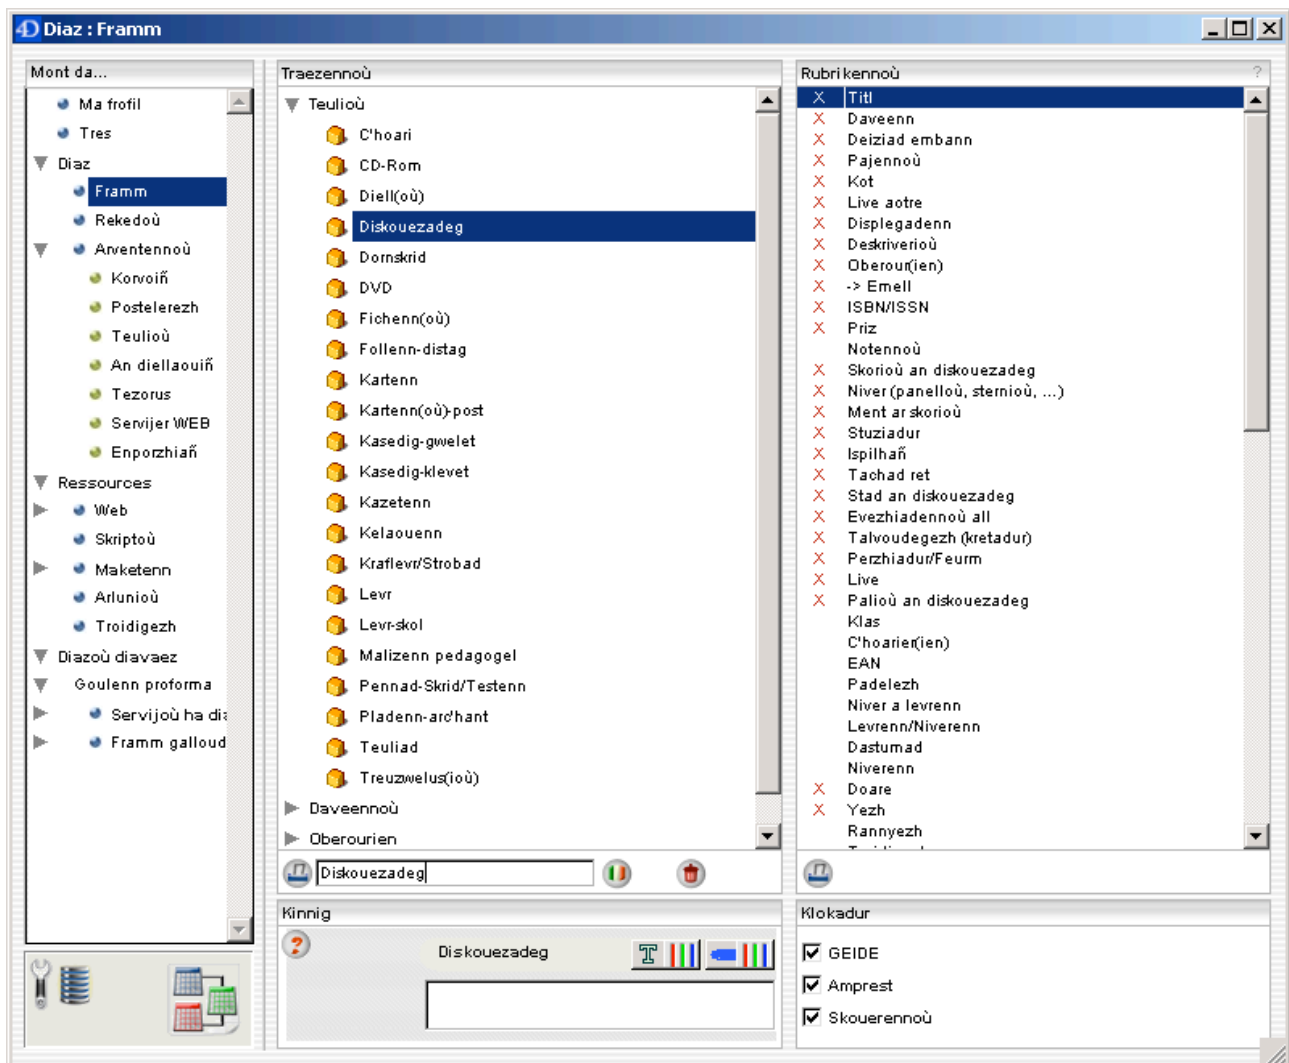 Diaz : Framm
Mont da...
Ma frofil
Tres
Diaz
Framm
Rekedoù
Arventennoù
Korvoiñ
Postelerezh
Teulioù
An diellaouiñ
Tezorus
Servijer WEB
Enporzhiañ
Ressources
Web
Skriptoù
Maketenn
Arlunioù
Troidigezh
Diazoù diavaez
Goulenn proforma
Servijoù ha dia
Framm galloud
Traezennoù
Teulioù
C'hoari
CD-Rom
Diell(où)
Diskouezadeg
Dornskrid
DVD
Fichenn(où)
Follenn-distag
Kartenn
Kartenn(où)-post
Kasedig-gwelet
Kasedig-klevet
Kazetenn
Kelaouenn
Kraflevr/Strobad
Levr
Levr-skol
Malizenn pedagogel
Pennad-Skrid/Testenn
Pladenn-arc'hant
Teuliad
Treuzwelus(ioù)
Daveennoù
Oberourien
Diskouezadeg
Kinnig
Diskouezadeg
Rubrikennoù ?
X Titl
X Daveenn
X Deiziad embann
X Pajennoù
X Kot
X Live aotre
X Displegadenn
X Deskriverioù
X Oberour(ien)
X -> Emell
X ISBN/ISSN
X Priz
Notennoù
X Skorioù an diskouezadeg
X Niver (panelloù, sternioù, ...)
X Ment ar skorioù
X Stuziadur
X Ispilhañ
X Tachad ret
X Stad an diskouezadeg
X Evezhiadennoù all
X Talvoudegezh (kretadur)
X Perzhiadur/Feurm
X Live
X Palioù an diskouezadeg
Klas
C'hoarier(ien)
EAN
Padelezh
Niver a levrenn
Levrenn/Niverenn
Dastumad
Niverenn
X Doare
X Yezh
Rannyezh
Klokadur
GEIDE
Amprest
Skouerennoù